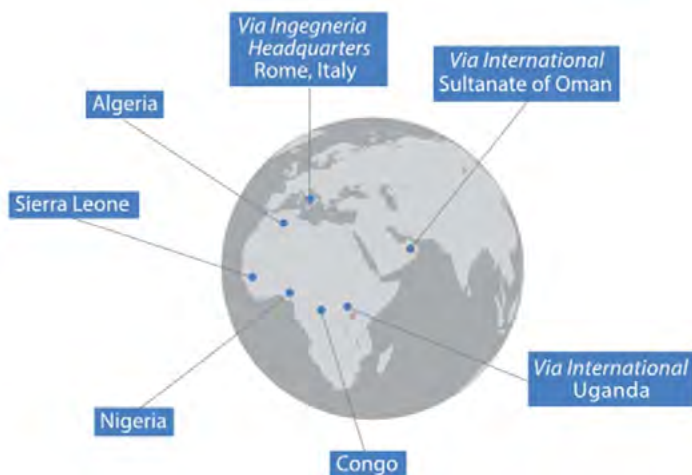 Via Ingegneria
Headquarters
Rome, Italy
Via International
Sultanate of Oman
Algeria
Sierra Leone
Via International
Uganda
Nigeria
Congo